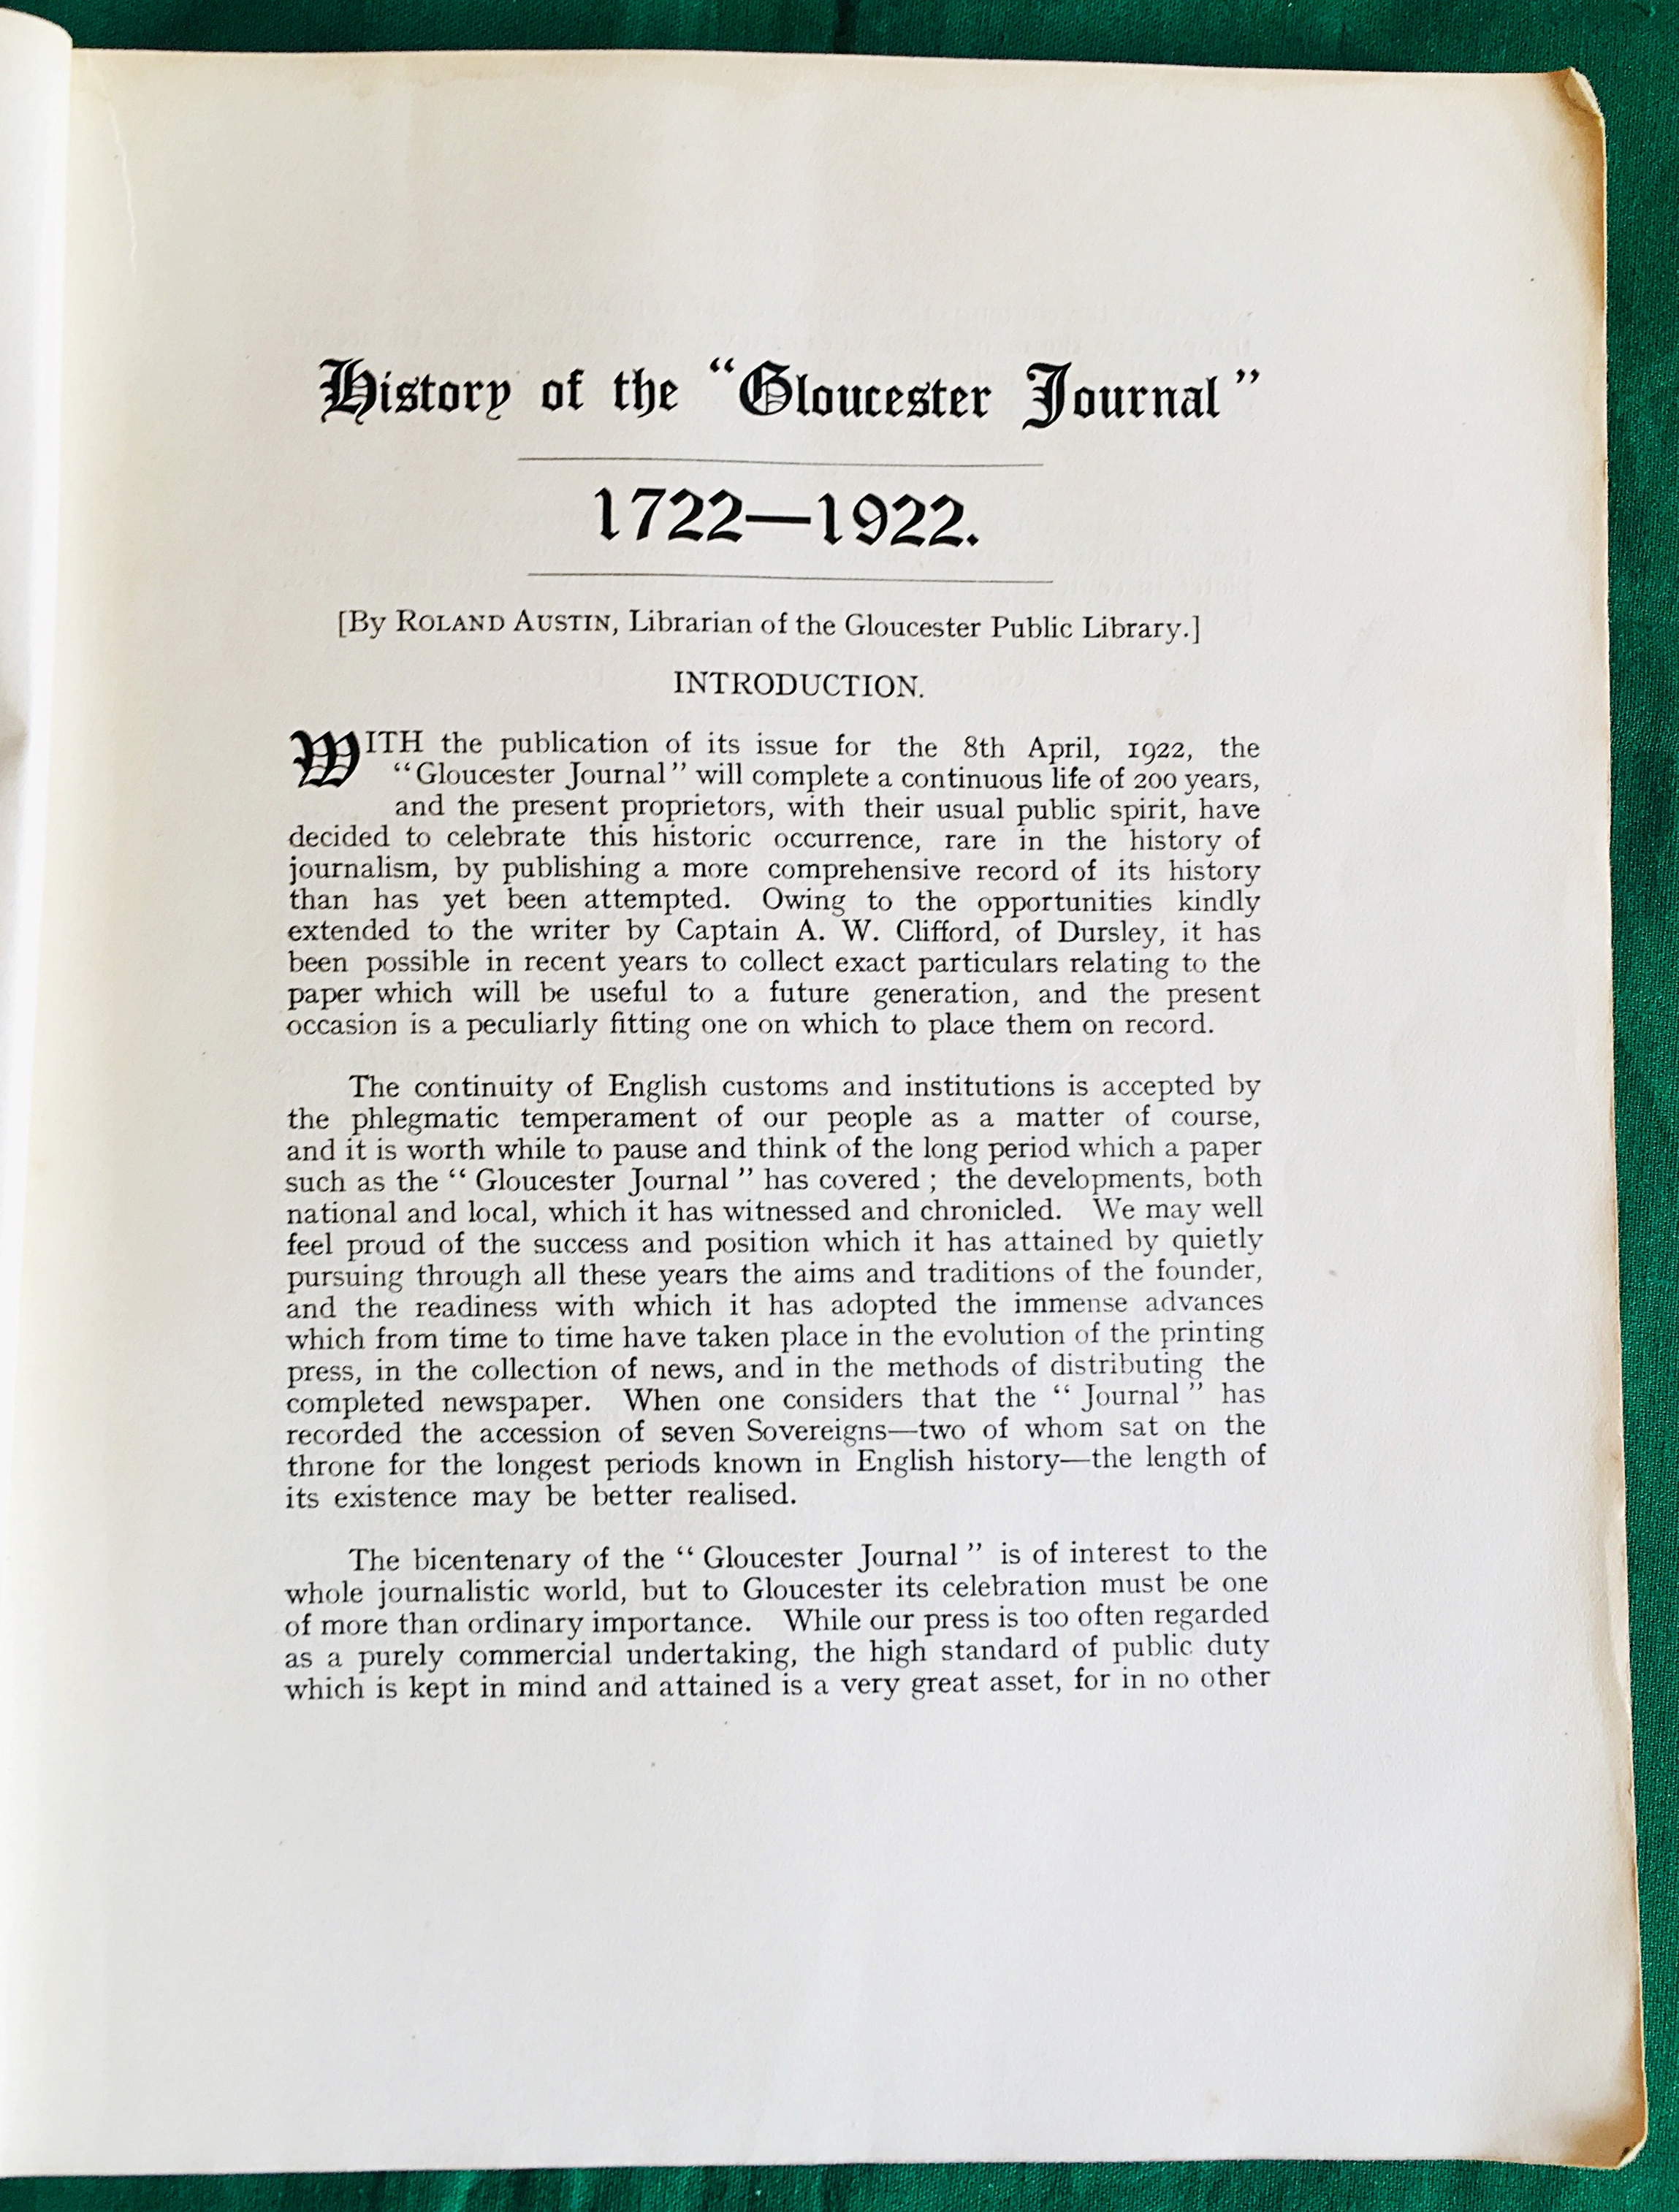 History of the "Gloucester Journal"
1722—1922.
[By ROLAND AUSTIN, Librarian of the Gloucester Public Library.]
INTRODUCTION.
WITH the publication of its issue for the 8th April, 1922, the
"Gloucester Journal" will complete a continuous life of 200 years,
and the present proprietors, with their usual public spirit, have
decided to celebrate this historic occurrence, rare in the history of
journalism, by publishing a more comprehensive record of its history
than has yet been attempted. Owing to the opportunities kindly
extended to the writer by Captain A. W. Clifford, of Dursley, it has
been possible in recent years to collect exact particulars relating to the
paper which will be useful to a future generation, and the present
occasion is a peculiarly fitting one on which to place them on record.
The continuity of English customs and institutions is accepted by
the phlegmatic temperament of our people as a matter of course,
and it is worth while to pause and think of the long period which a paper
such as the " Gloucester Journal " has covered ; the developments, both
national and local, which it has witnessed and chronicled. We may well
feel proud of the success and position which it has attained by quietly
pursuing through all these years the aims and traditions of the founder,
and the readiness with which it has adopted the immense advances
which from time to time have taken place in the evolution of the printing
press, in the collection of news, and in the methods of distributing the
completed newspaper. When one considers that the " Journal " has
recorded the accession of seven Sovereigns—two of whom sat on the
throne for the longest periods known in English history—the length of
its existence may be better realised.
The bicentenary of the " Gloucester Journal " is of interest to the
whole journalistic world, but to Gloucester its celebration must be one
of more than ordinary importance. While our press is too often regarded
as a purely commercial undertaking, the high standard of public duty
which is kept in mind and attained is a very great asset, for in no other